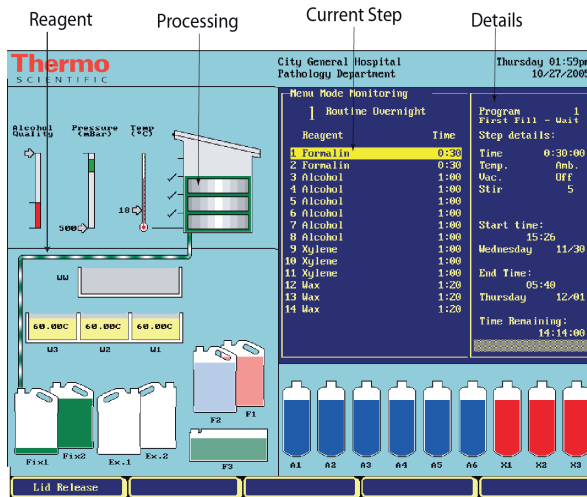 Reagent
Processing
Current Step
Details
Thermo
SCIENTIFIC
City General Hospital
Pathology Department
Thursday 01:59pm
10/27/2005
Alcohol
Quality
Pressure
(mBar)
Temp
(°C)
500
18
Menu Mode Monitoring
1 Routine Overnight
Reagent Time
1 Formalin 0:30
2 Formalin 0:30
3 Alcohol 1:00
4 Alcohol 1:00
5 Alcohol 1:00
6 Alcohol 1:00
7 Alcohol 1:00
8 Alcohol 1:00
9 Xylene 1:00
10 Xylene 1:00
11 Xylene 1:00
12 Wax 1:20
13 Wax 1:20
14 Wax 1:20
Program 1
First Fill - Wait
Step details:
Time 0:30:00
Temp. Amb.
Vac. Off
Stir 5
Start time:
15:26
Wednesday 11/30
End Time:
05:40
Thursday 12/01
Time Remaining:
14:14:00
WW
60.00C 60.00C 60.00C
W3 W2 W1
Fix1 Fix2 Ex.1 Ex.2
F2 F1
F3
A1 A2 A3 A4 A5 A6 X1 X2 X3
Lid Release